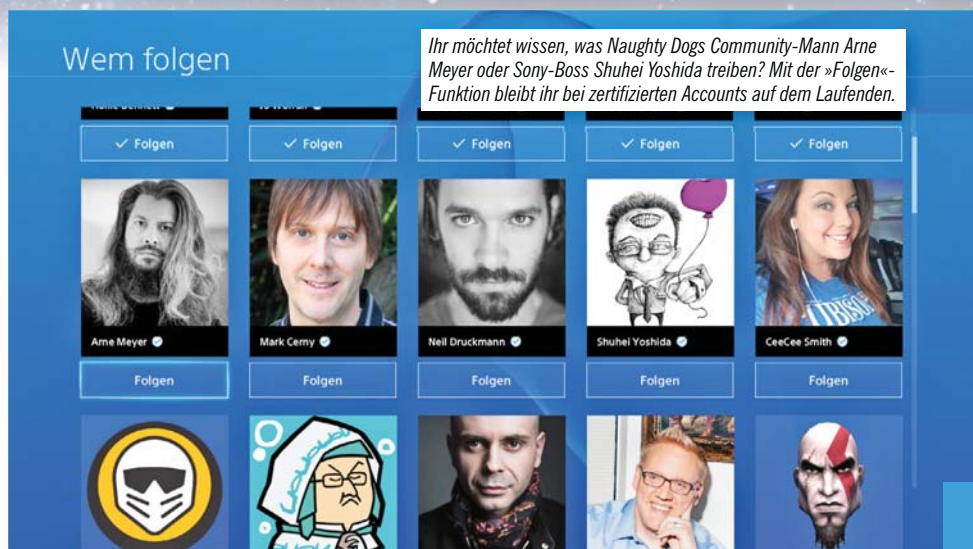 Wem folgen
Ihr möchtet wissen, was Naughty Dogs Community-Mann Arne
Meyer oder Sony-Boss Shuhei Yoshida treiben? Mit der »Folgen«-
Funktion bleibt ihr bei zertifizierten Accounts auf dem Laufenden.
Folgen
Folgen
Folgen
Folgen
Folgen
UBISO
Arne Meyer
Mark Cerny
Neil Druckmann
Shuhei Yoshida
CeeCee Smith
Folgen
Folgen
Folgen
Folgen
Folgen